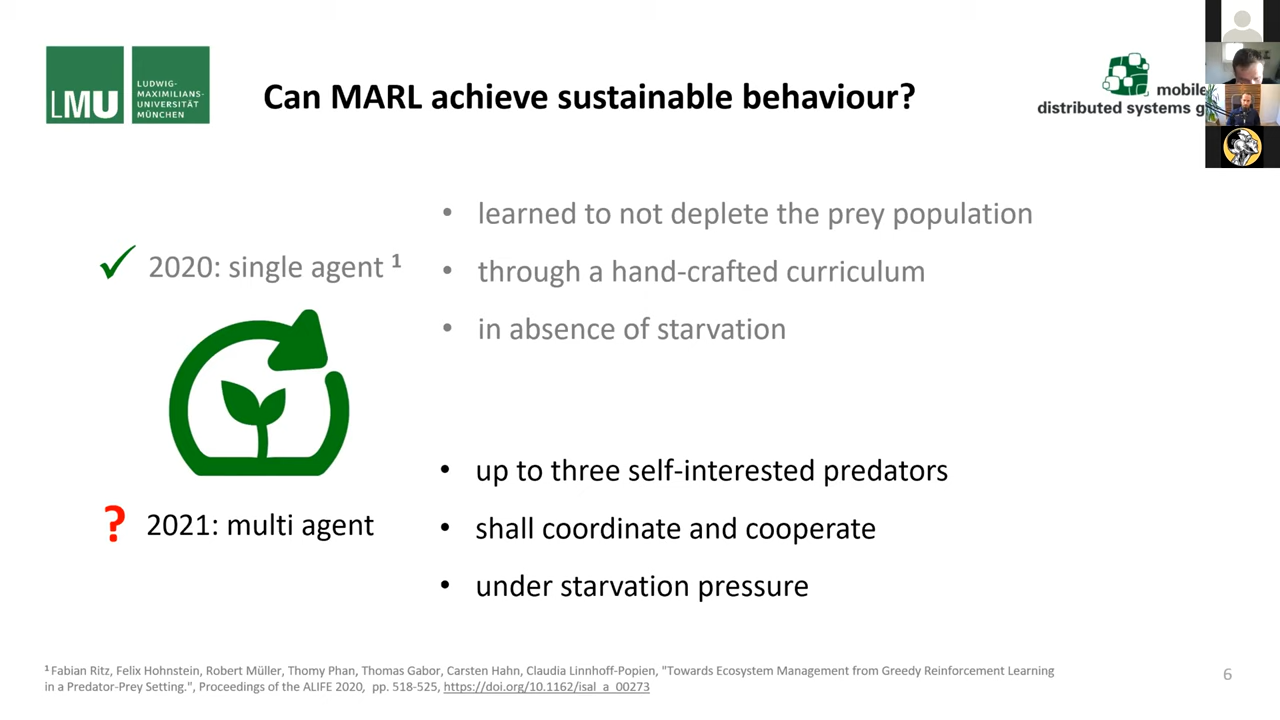 LMU
LUDWIG-
MAXIMILIANS-
UNIVERSITÄT
MÜNCHEN
Can MARL achieve sustainable behaviour?
mobile
distributed systems g
• learned to not deplete the prey population
✓ 2020: single agent ¹
• through a hand-crafted curriculum
• in absence of starvation
• up to three self-interested predators
? 2021: multi agent
• shall coordinate and cooperate
• under starvation pressure
¹ Fabian Ritz, Felix Hohnstein, Robert Müller, Thomy Phan, Thomas Gabor, Carsten Hahn, Claudia Linnhoff-Popien, "Towards Ecosystem Management from Greedy Reinforcement Learning
in a Predator-Prey Setting.", Proceedings of the ALIFE 2020, pp. 518-525, https://doi.org/10.1162/isal_a_00273
6